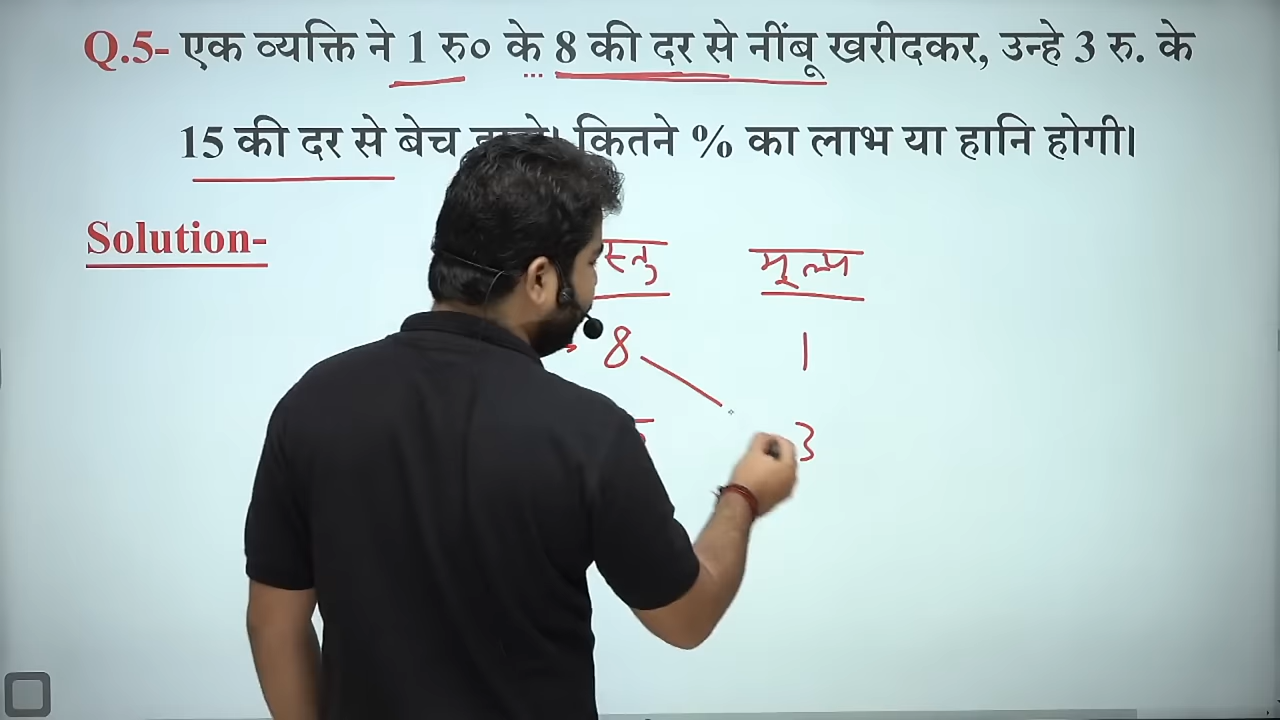 Q.5- एक व्यक्ति ने 1 रु० के 8 की दर से नींबू खरीदकर, उन्हे 3 रु. के
15 की दर से बेच कितने % का लाभ या हानि होगी।
Solution-
मूल्य
8 1
3